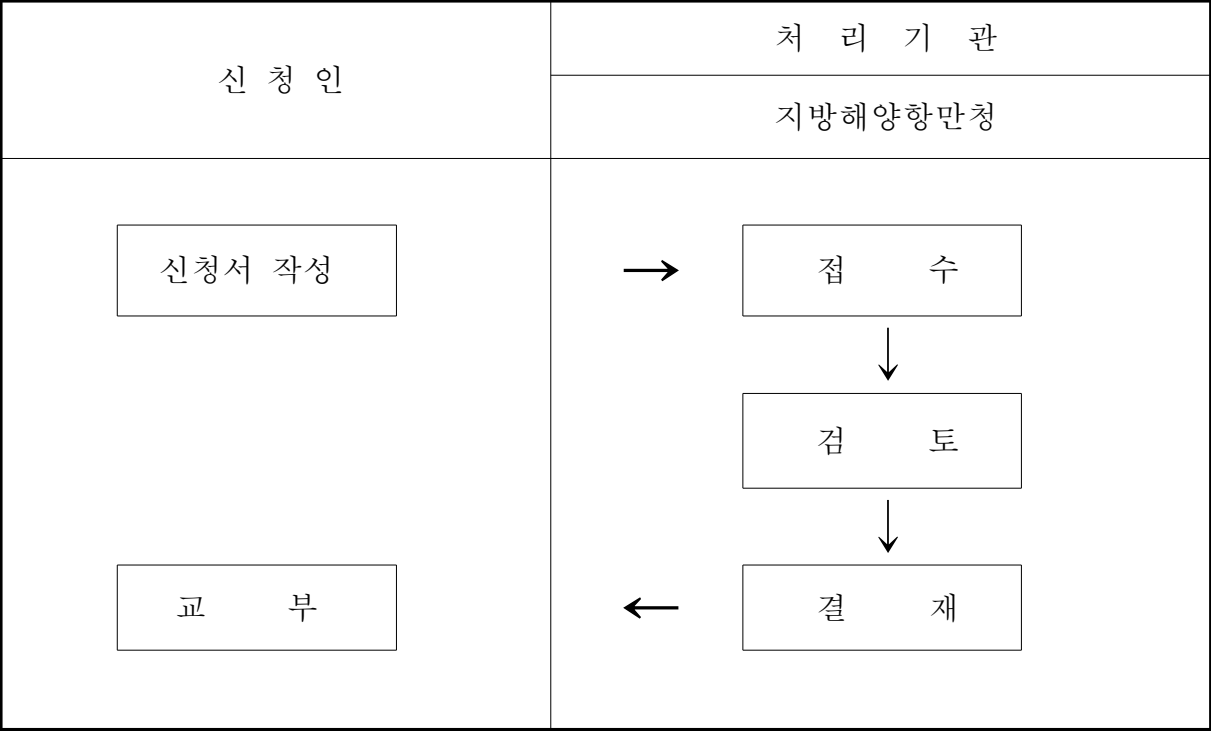 신 청 인
처 리 기 관
지방해양항만청
신청서 작성
→
접 수
↓
검 토
↓
교 부
←
결 재